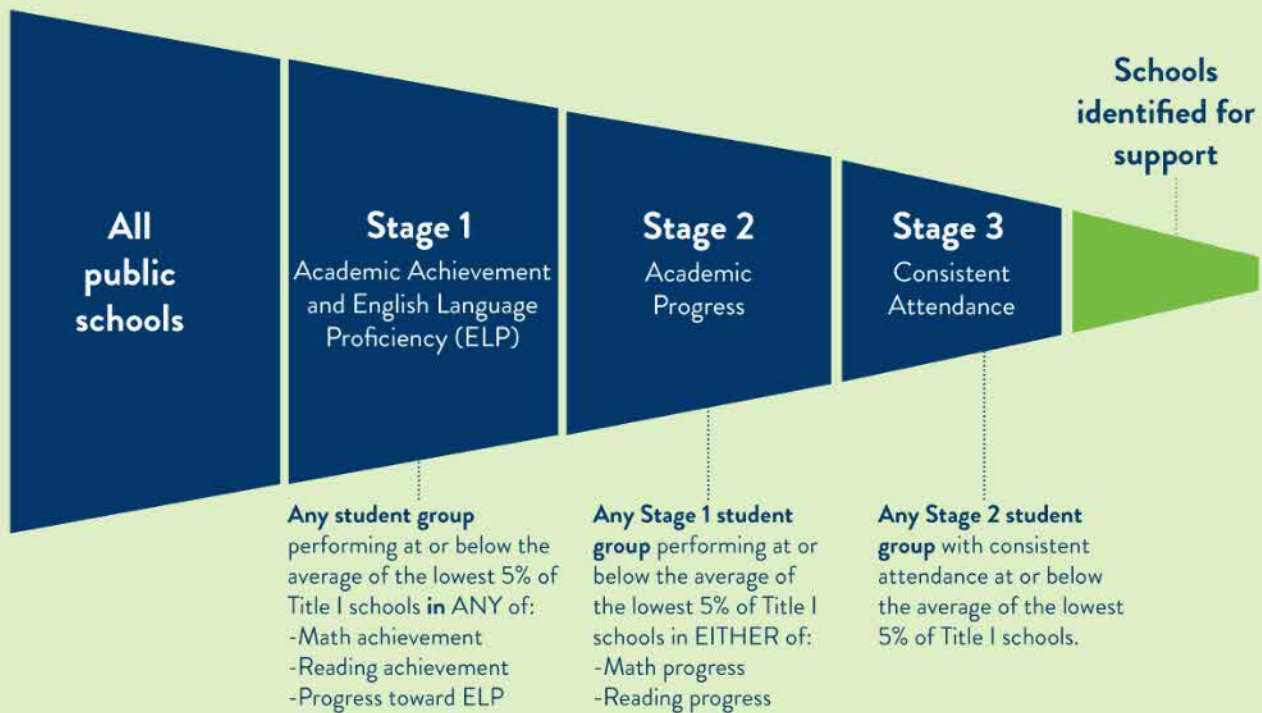 All
public
schools
Stage 1
Academic Achievement
and English Language
Proficiency (ELP)
Stage 2
Academic
Progress
Stage 3
Consistent
Attendance
Schools
identified for
support
Any student group
performing at or below the
average of the lowest 5% of
Title I schools in ANY of:
-Math achievement
-Reading achievement
-Progress toward ELP
Any Stage 1 student
group performing at or
below the average of
the lowest 5% of Title I
schools in EITHER of:
-Math progress
-Reading progress
Any Stage 2 student
group with consistent
attendance at or below
the average of the lowest
5% of Title I schools.